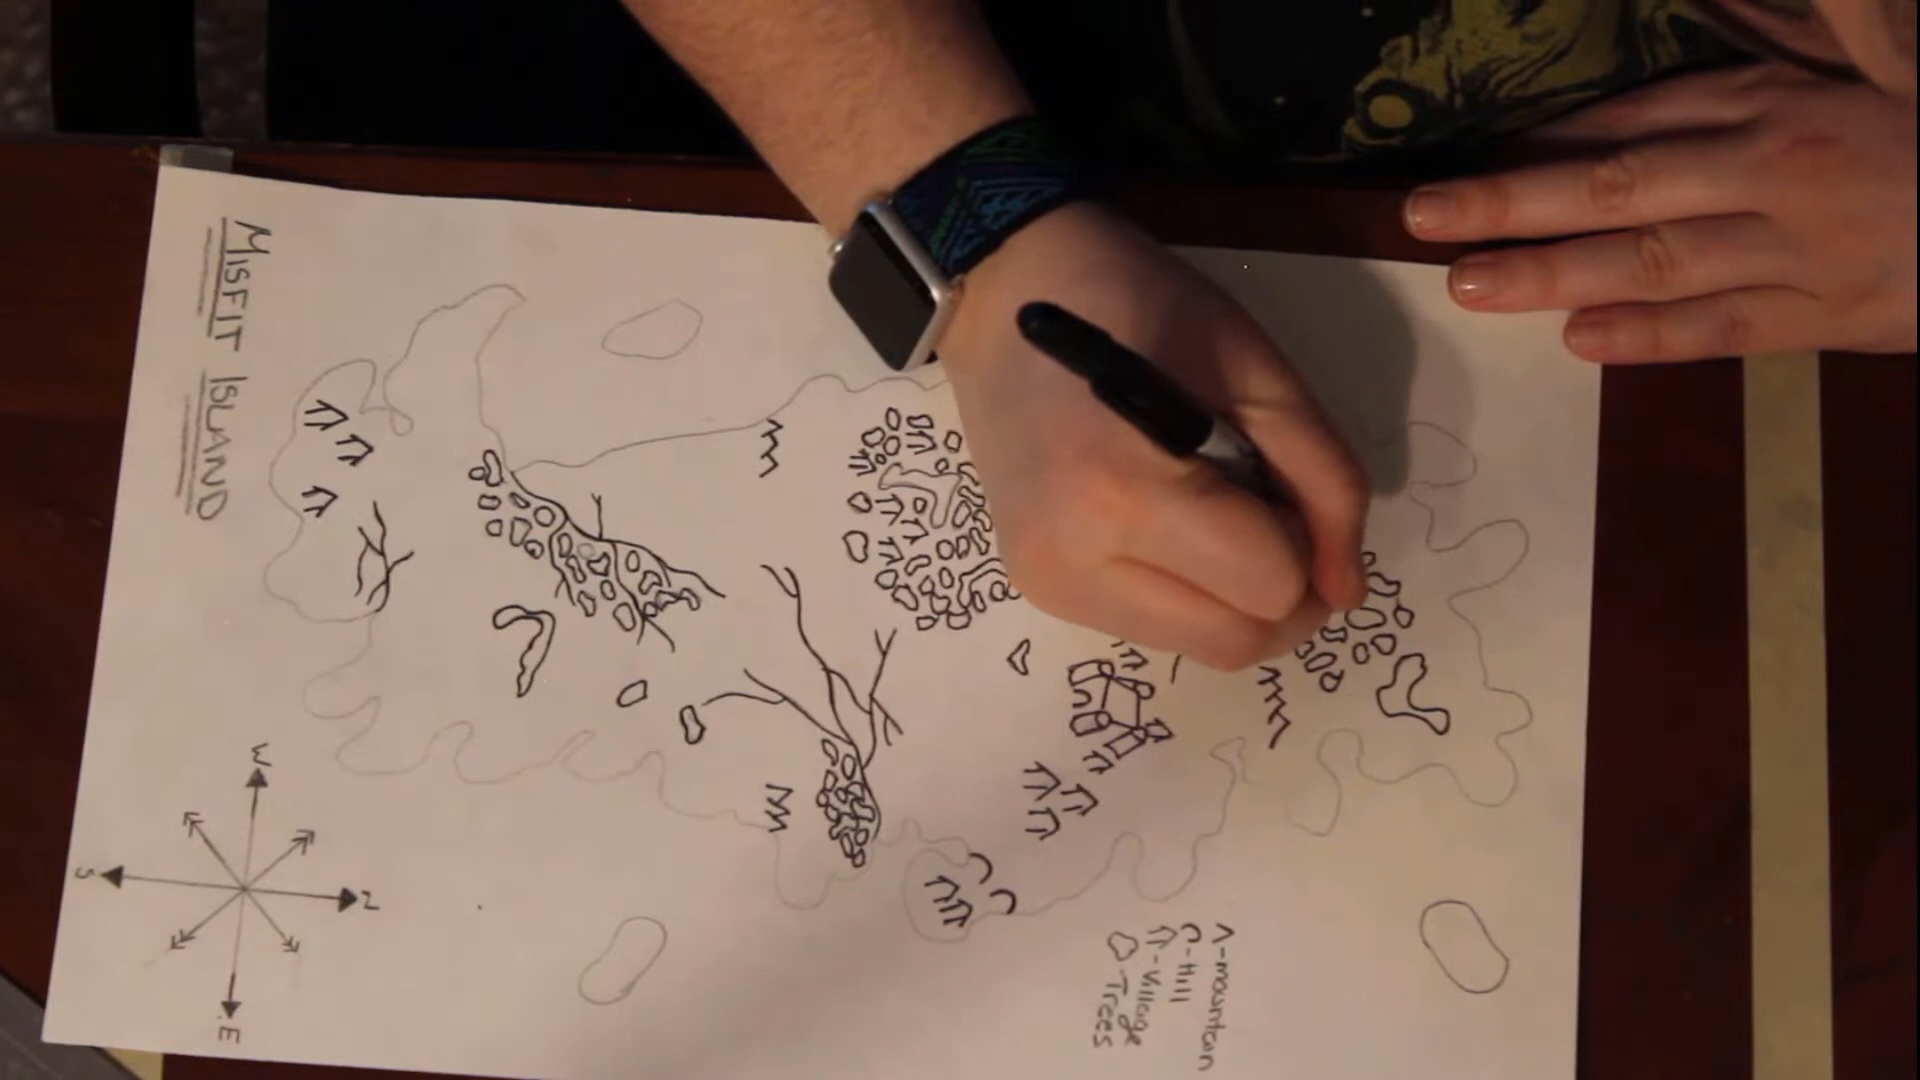 MISFIT ISLAND
N
W
E
S
^-mountain
∩-Hill
-Village
-Trees